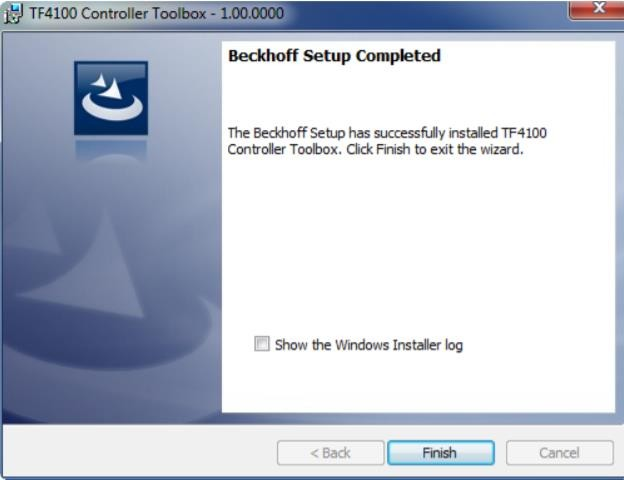 TF4100 Controller Toolbox - 1.00.0000
X
Beckhoff Setup Completed
The Beckhoff Setup has successfully installed TF4100
Controller Toolbox. Click Finish to exit the wizard.
Show the Windows Installer log
< Back
Finish
Cancel